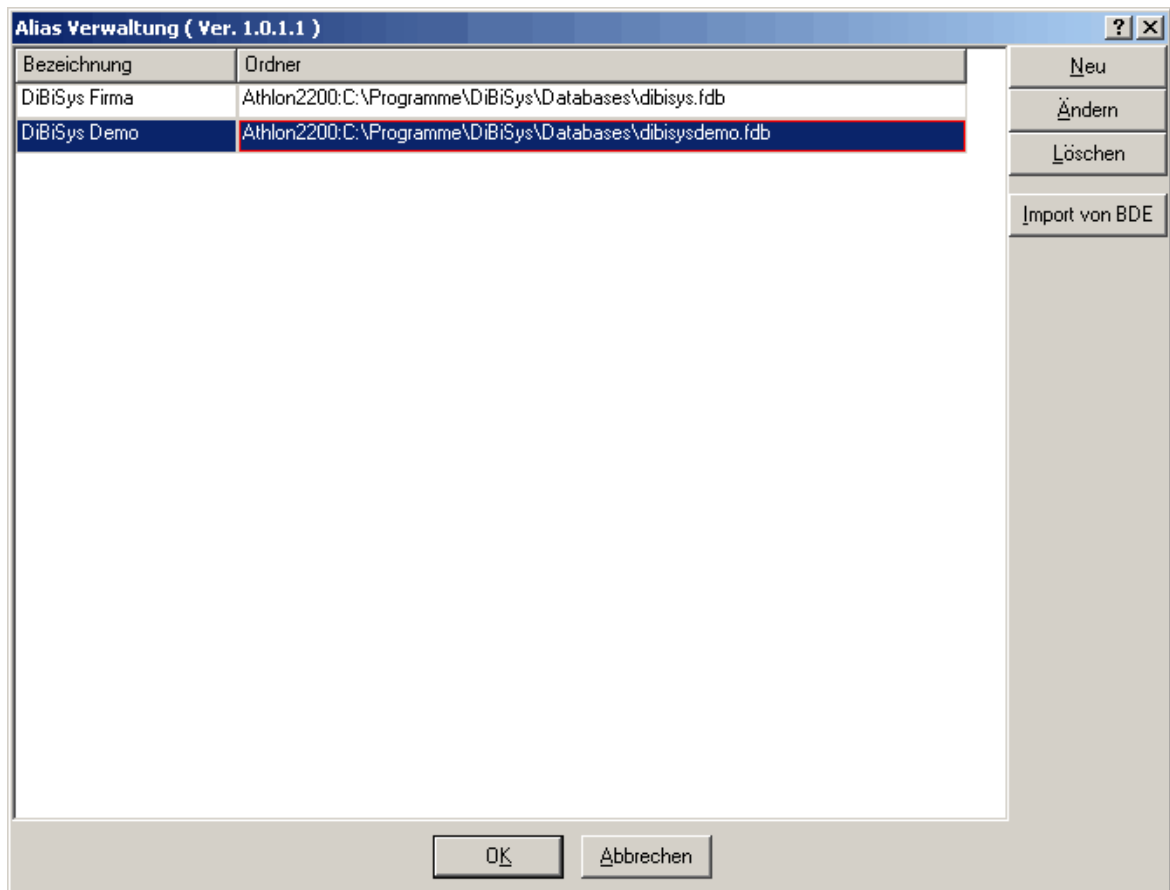 Alias Verwaltung ( Ver. 1.0.1.1 )
Bezeichnung Ordner
DiBiSys Firma Athlon2200:C:\Programme\DiBiSys\Databases\dibisys.fdb
DiBiSys Demo Athlon2200:C:\Programme\DiBiSys\Databases\dibisysdemo.fdb
Neu
Ändern
Löschen
Import von BDE
OK Abbrechen